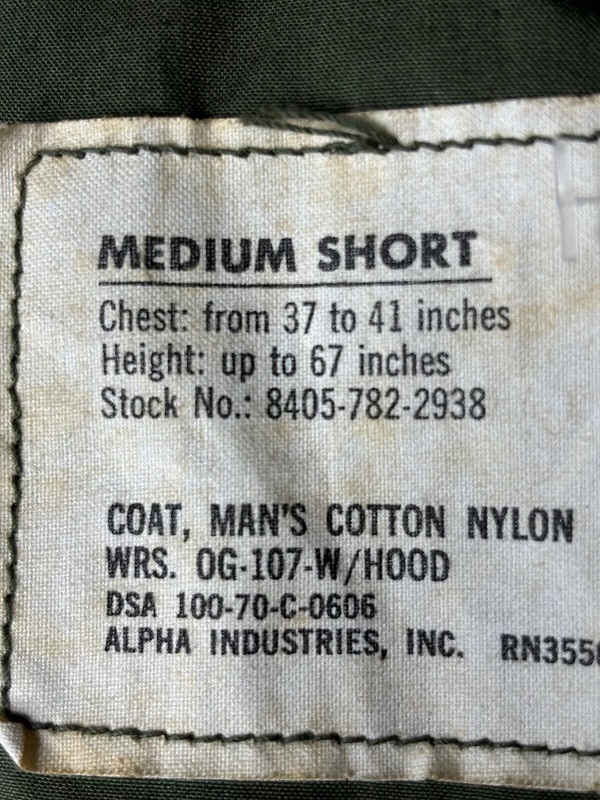 MEDIUM SHORT
Chest: from 37 to 41 inches
Height: up to 67 inches
Stock No.: 8405-782-2938
COAT, MAN'S COTTON NYLON
WRS. OG-107-W/HOOD
DSA 100-70-C-0606
ALPHA INDUSTRIES, INC.